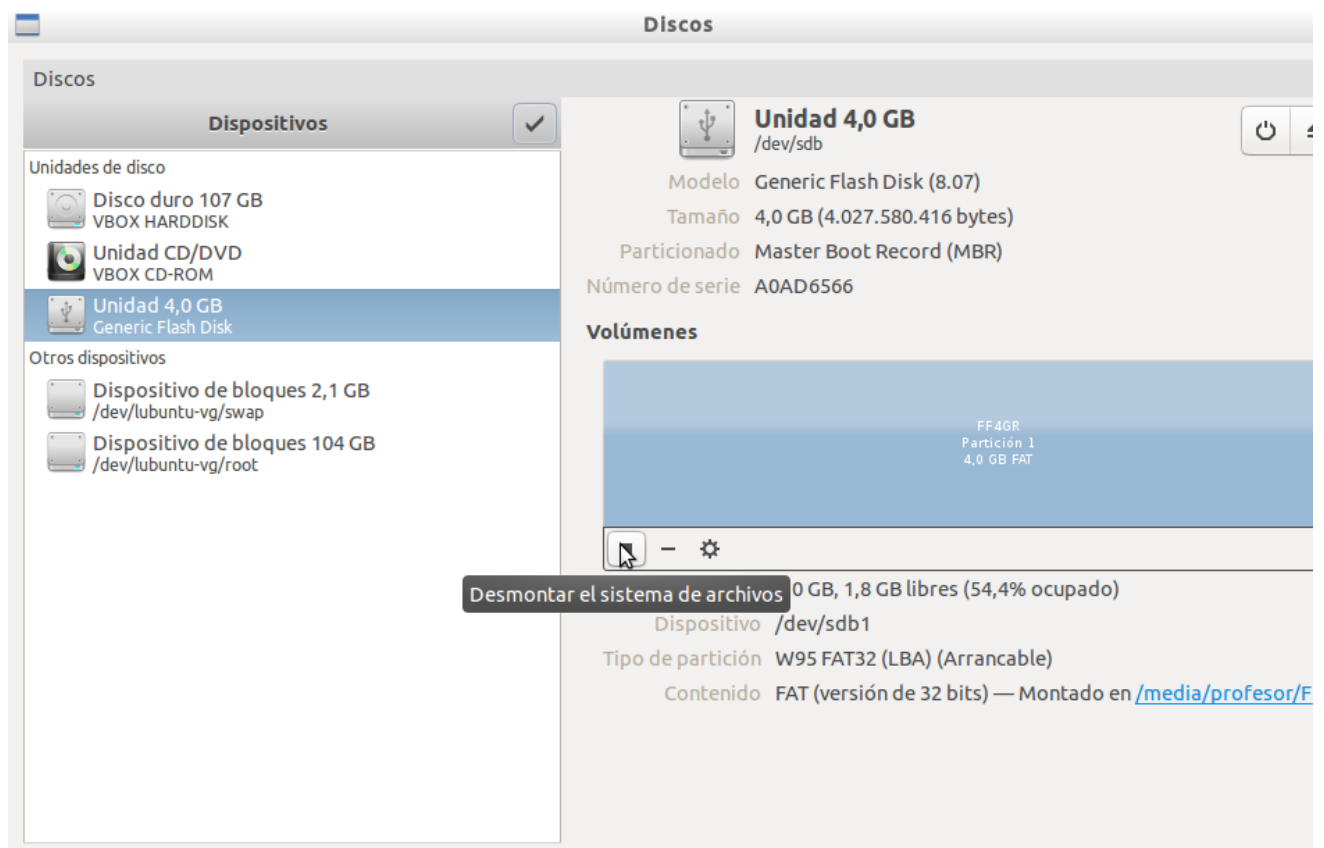 Discos
Discos
Dispositivos
Unidades de disco
Disco duro 107 GB
VBOX HARDDISK
Unidad CD/DVD
VBOX CD-ROM
Unidad 4,0 GB
Generic Flash Disk
Otros dispositivos
Dispositivo de bloques 2,1 GB
/dev/lubuntu-vg/swap
Dispositivo de bloques 104 GB
/dev/lubuntu-vg/root
Unidad 4,0 GB
/dev/sdb
Modelo Generic Flash Disk (8.07)
Tamaño 4,0 GB (4.027.580.416 bytes)
Particionado Master Boot Record (MBR)
Número de serie A0AD6566
Volúmenes
FF4GR
Partición 1
4,0 GB FAT
Desmontar el sistema de archivos
0 GB, 1,8 GB libres (54,4% ocupado)
Dispositivo /dev/sdb1
Tipo de partición W95 FAT32 (LBA) (Arrancable)
Contenido FAT (versión de 32 bits) — Montado en /media/profesor/F